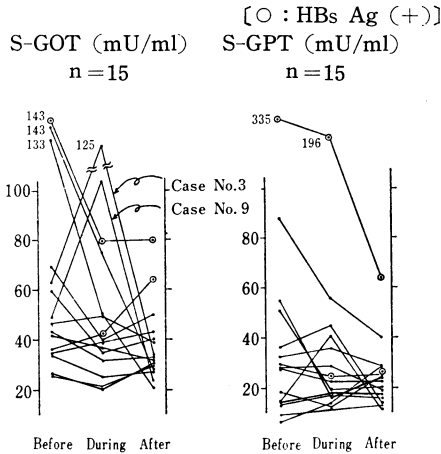 [⊙ : HBs Ag (+)]
S-GOT (mU/ml)
n=15
S-GPT (mU/ml)
n=15
143
143
133
125
Case No.3
Case No.9
100
80
60
40
20
Before During After
335
196
80
60
40
20
Before During After